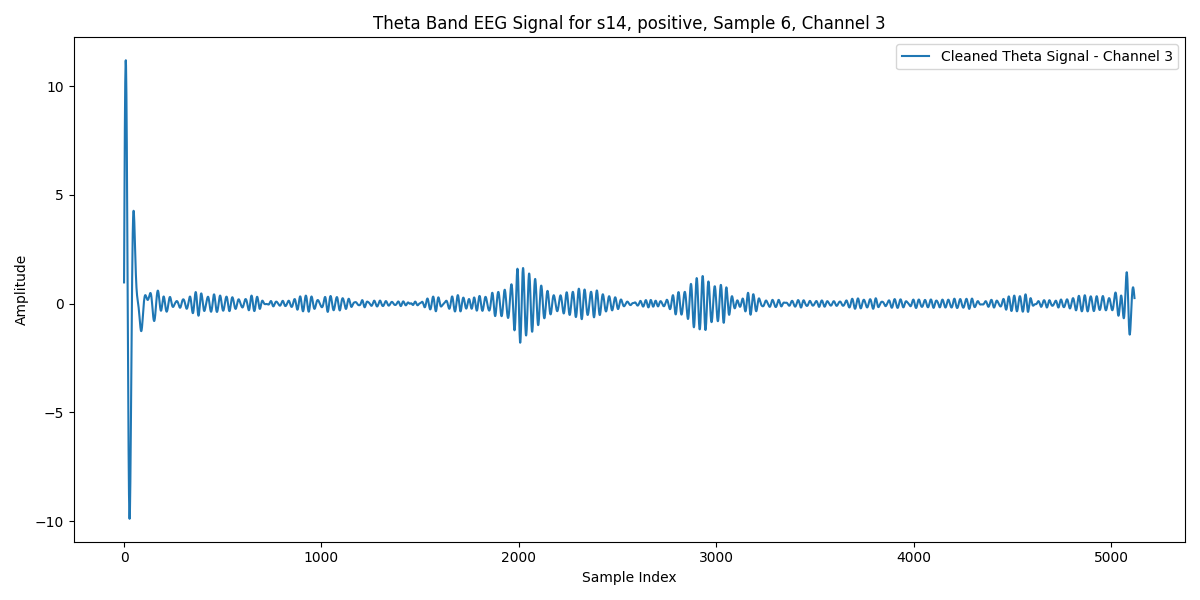 Theta Band EEG Signal for s14, positive, Sample 6, Channel 3
Cleaned Theta Signal - Channel 3
10
5
0
−5
−10
Amplitude
0 1000 2000 3000 4000 5000
Sample Index